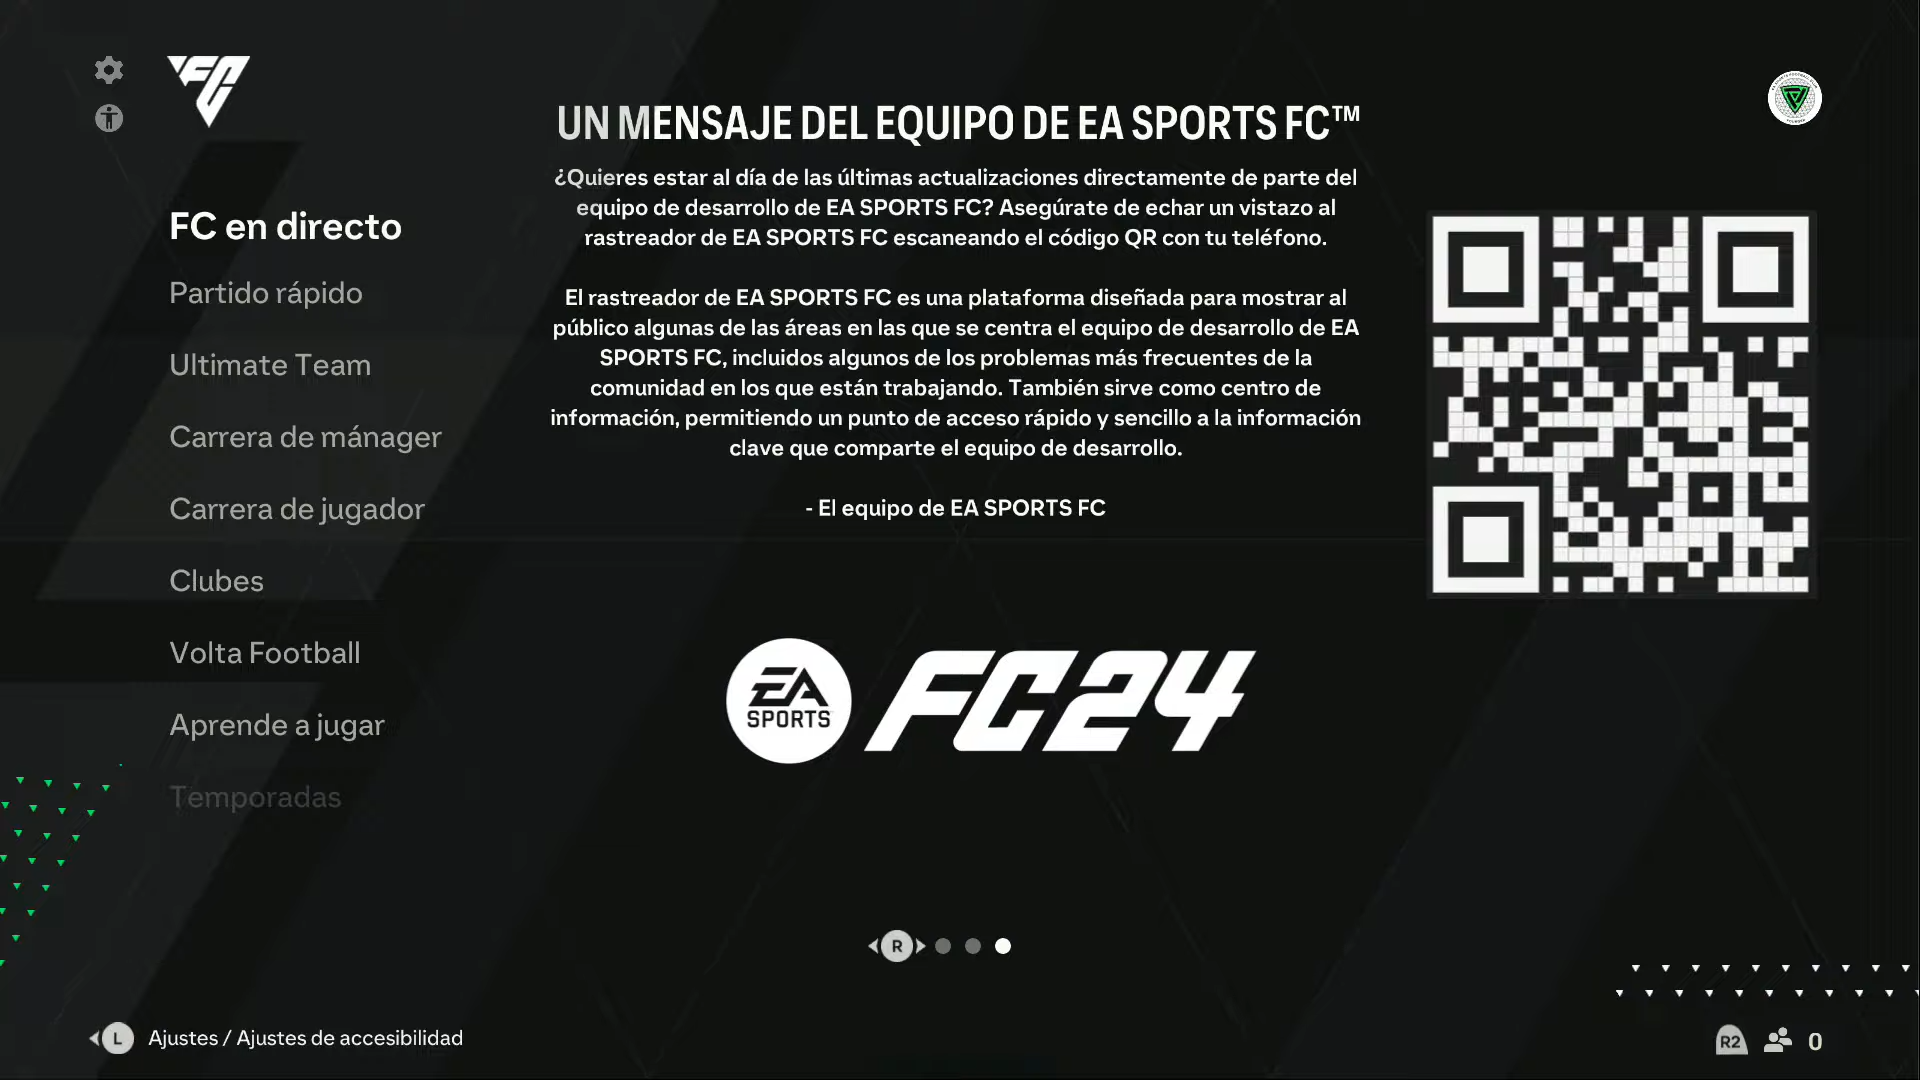 FC
UN MENSAJE DEL EQUIPO DE EA SPORTS FC™
¿Quieres estar al día de las últimas actualizaciones directamente de parte del
equipo de desarrollo de EA SPORTS FC? Asegúrate de echar un vistazo al
rastreador de EA SPORTS FC escaneando el código QR con tu teléfono.
El rastreador de EA SPORTS FC es una plataforma diseñada para mostrar al
público algunas de las áreas en las que se centra el equipo de desarrollo de EA
SPORTS FC, incluidos algunos de los problemas más frecuentes de la
comunidad en los que están trabajando. También sirve como centro de
información, permitiendo un punto de acceso rápido y sencillo a la información
clave que comparte el equipo de desarrollo.
- El equipo de EA SPORTS FC
FC en directo
Partido rápido
Ultimate Team
Carrera de mánager
Carrera de jugador
Clubes
Volta Football
Aprende a jugar
Temporadas
EA
SPORTS
FC24
R
L Ajustes / Ajustes de accesibilidad
R2 0